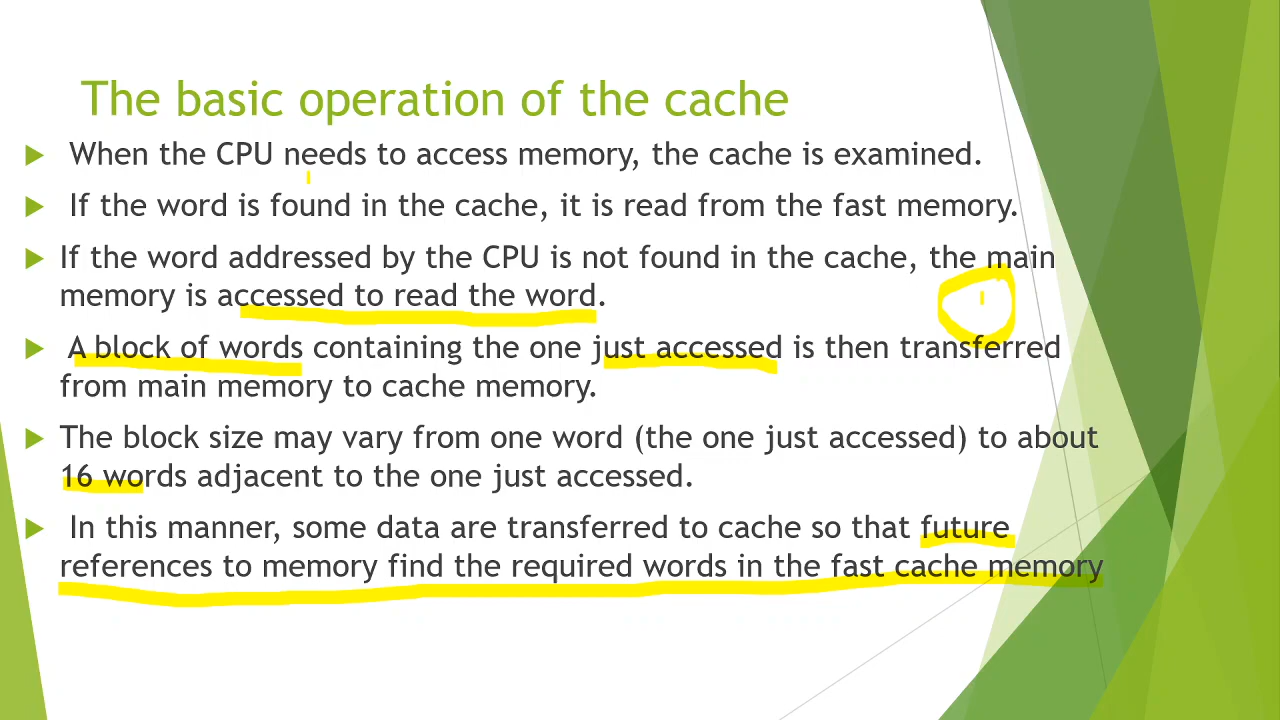 The basic operation of the cache
When the CPU needs to access memory, the cache is examined.
If the word is found in the cache, it is read from the fast memory.
If the word addressed by the CPU is not found in the cache, the main
memory is accessed to read the word.
A block of words containing the one just accessed is then transferred
from main memory to cache memory.
The block size may vary from one word (the one just accessed) to about
16 words adjacent to the one just accessed.
In this manner, some data are transferred to cache so that future
references to memory find the required words in the fast cache memory